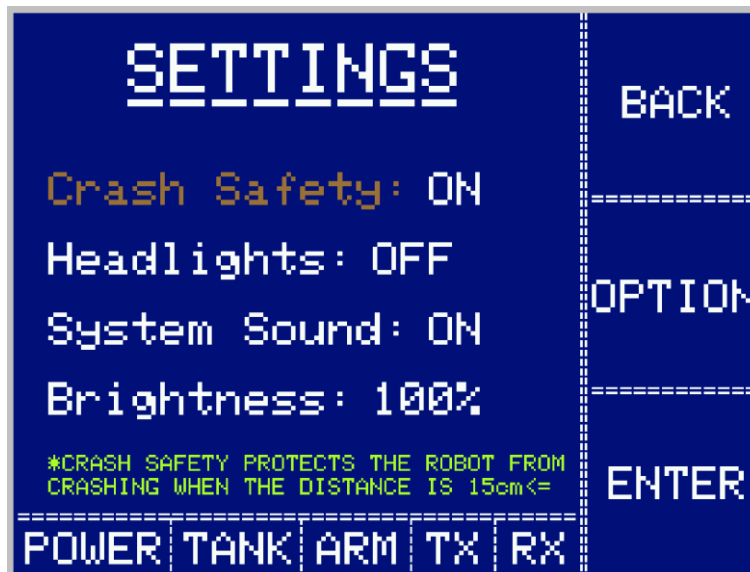 SETTINGS
Crash Safety: ON
Headlights: OFF
System Sound: ON
Brightness: 100%
*CRASH SAFETY PROTECTS THE ROBOT FROM
CRASHING WHEN THE DISTANCE IS 15cm<=
POWER TANK ARM TX RX
BACK
OPTION
ENTER